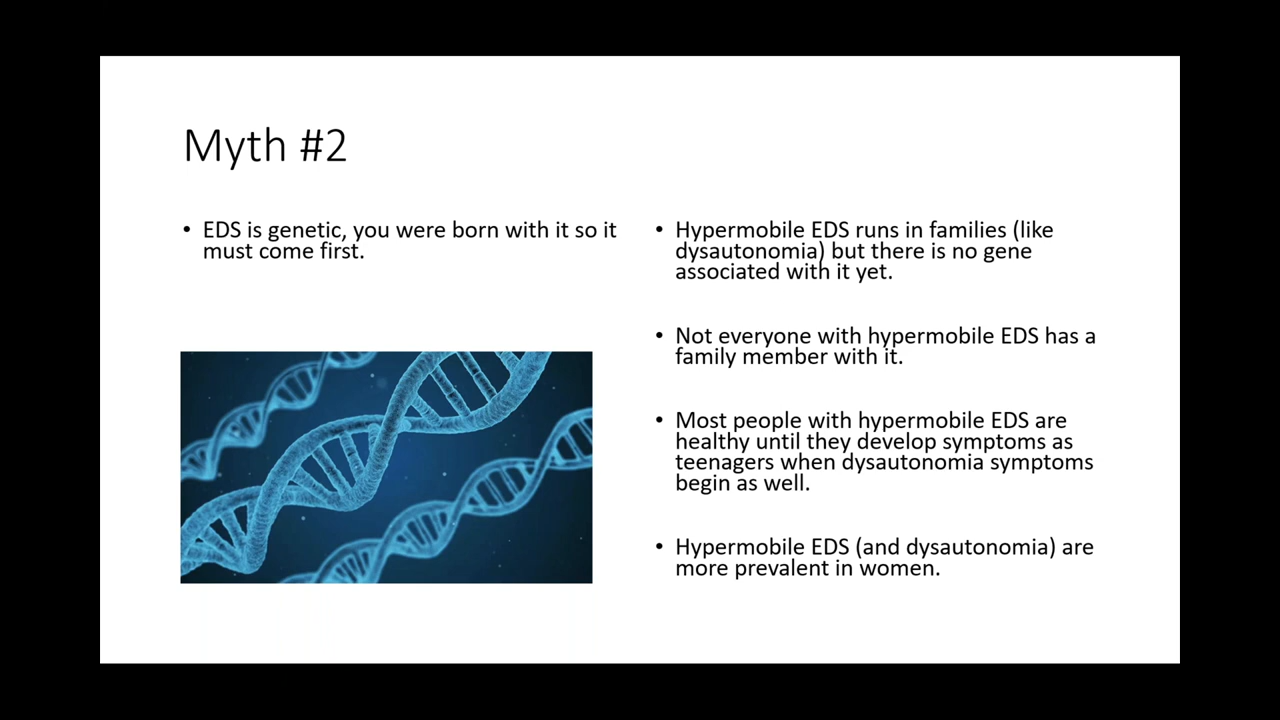 Myth #2
• EDS is genetic, you were born with it so it
must come first.
• Hypermobile EDS runs in families (like
dysautonomia) but there is no gene
associated with it yet.
• Not everyone with hypermobile EDS has a
family member with it.
• Most people with hypermobile EDS are
healthy until they develop symptoms as
teenagers when dysautonomia symptoms
begin as well.
• Hypermobile EDS (and dysautonomia) are
more prevalent in women.